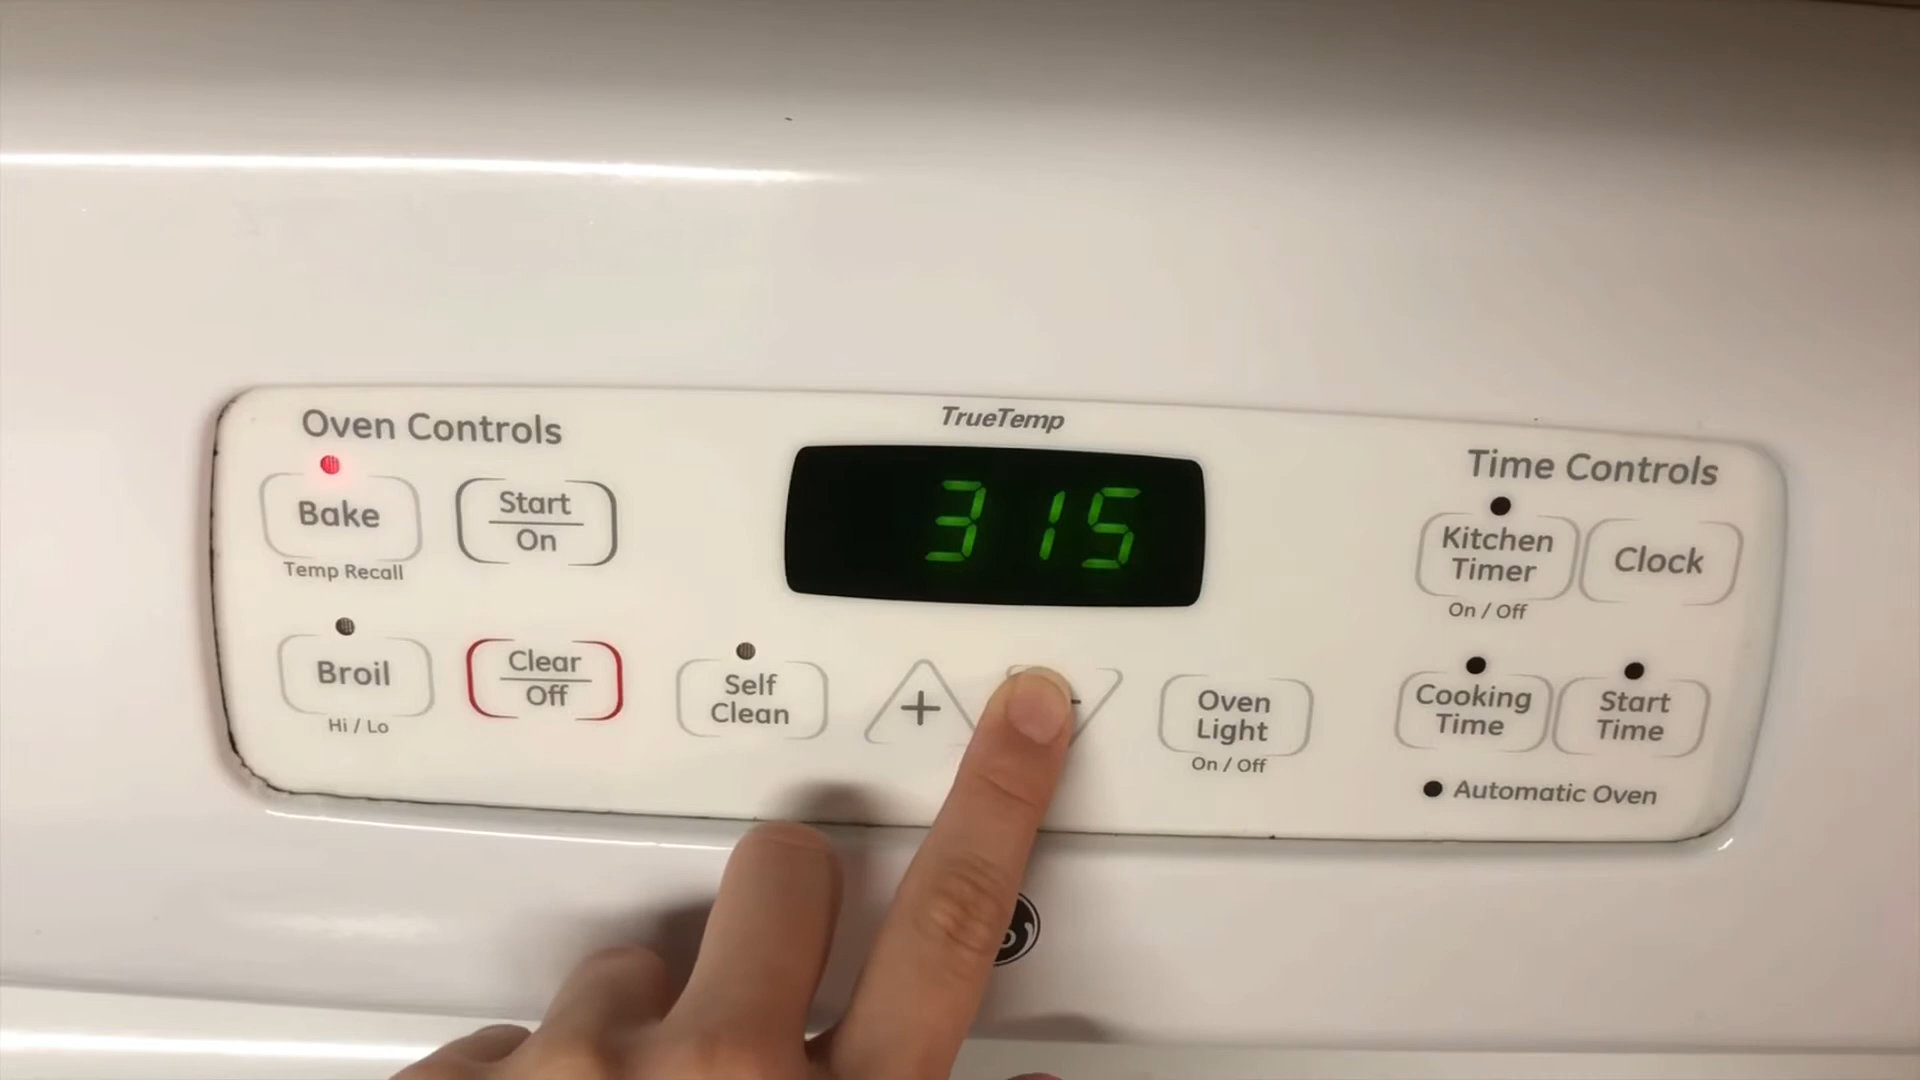 Oven Controls
TrueTemp
Time Controls
Bake
Temp Recall
Start
On
315
Kitchen
Timer
On / Off
Clock
Broil
Hi / Lo
Clear
Off
Self
Clean
+
Oven
Light
On / Off
Cooking
Time
Start
Time
Automatic Oven